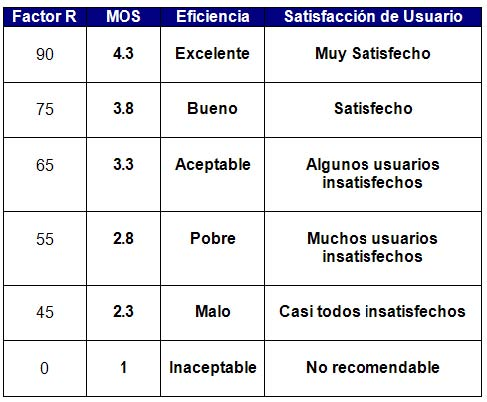 Factor R MOS Eficiencia Satisfacción de Usuario
90 4.3 Excelente Muy Satisfecho
75 3.8 Bueno Satisfecho
65 3.3 Aceptable Algunos usuarios
insatisfechos
55 2.8 Pobre Muchos usuarios
insatisfechos
45 2.3 Malo Casi todos insatisfechos
0 1 Inaceptable No recomendable